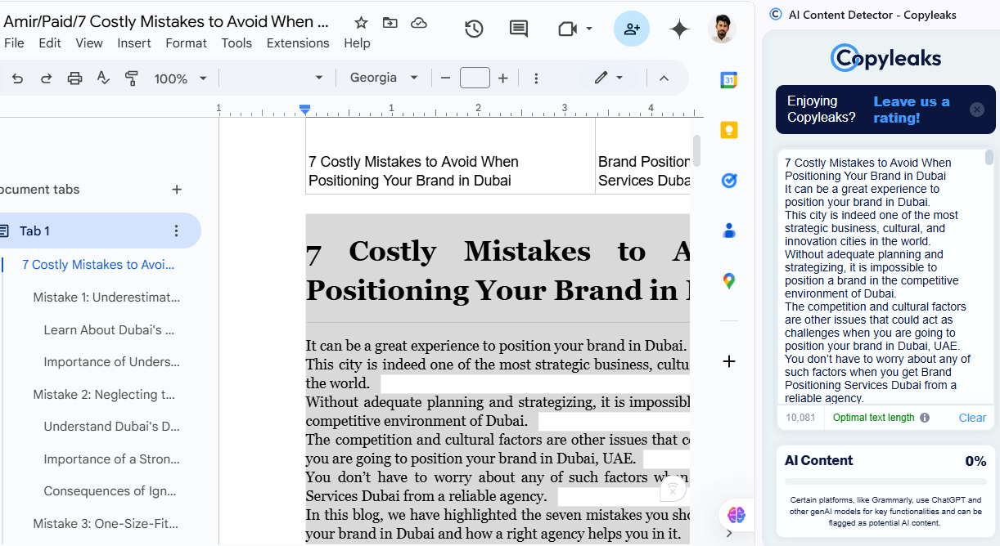 Amir/Paid/7 Costly Mistakes to Avoid When ...
File Edit View Insert Format Tools Extensions Help
100%
Georgia
1 1 2 3 4
31
7 Costly Mistakes to Avoid When
Positioning Your Brand in Dubai
Brand Position
Services Duba
ocument tabs
Tab 1
7 Costly Mistakes to Avoi...
Mistake 1: Underestimat...
Learn About Dubai's ...
Importance of Unders...
Mistake 2: Neglecting t...
Understand Dubai's D...
Importance of a Stron...
Consequences of Ign...
Mistake 3: One-Size-Fit...
7 Costly Mistakes to A
Positioning Your Brand in
It can be a great experience to position your brand in Dubai.
This city is indeed one of the most strategic business, cultu
the world.
Without adequate planning and strategizing, it is impossibl
competitive environment of Dubai.
The competition and cultural factors are other issues that c
you are going to position your brand in Dubai, UAE.
You don’t have to worry about any of such factors when
Services Dubai from a reliable agency.
In this blog, we have highlighted the seven mistakes you sho
your brand in Dubai and how a right agency helps you in it.
AI Content Detector - Copyleaks
Copyleaks
Enjoying
Copyleaks?
Leave us a
rating!
7 Costly Mistakes to Avoid When
Positioning Your Brand in Dubai
It can be a great experience to
position your brand in Dubai.
This city is indeed one of the most
strategic business, cultural, and
innovation cities in the world.
Without adequate planning and
strategizing, it is impossible to
position a brand in the competitive
environment of Dubai.
The competition and cultural factors
are other issues that could act as
challenges when you are going to
position your brand in Dubai, UAE.
You don’t have to worry about any of
such factors when you get Brand
Positioning Services Dubai from a
reliable agency.
10,081 Optimal text length Clear
AI Content 0%
Certain platforms, like Grammarly, use ChatGPT and
other genAI models for key functionalities and can be
flagged as potential AI content.